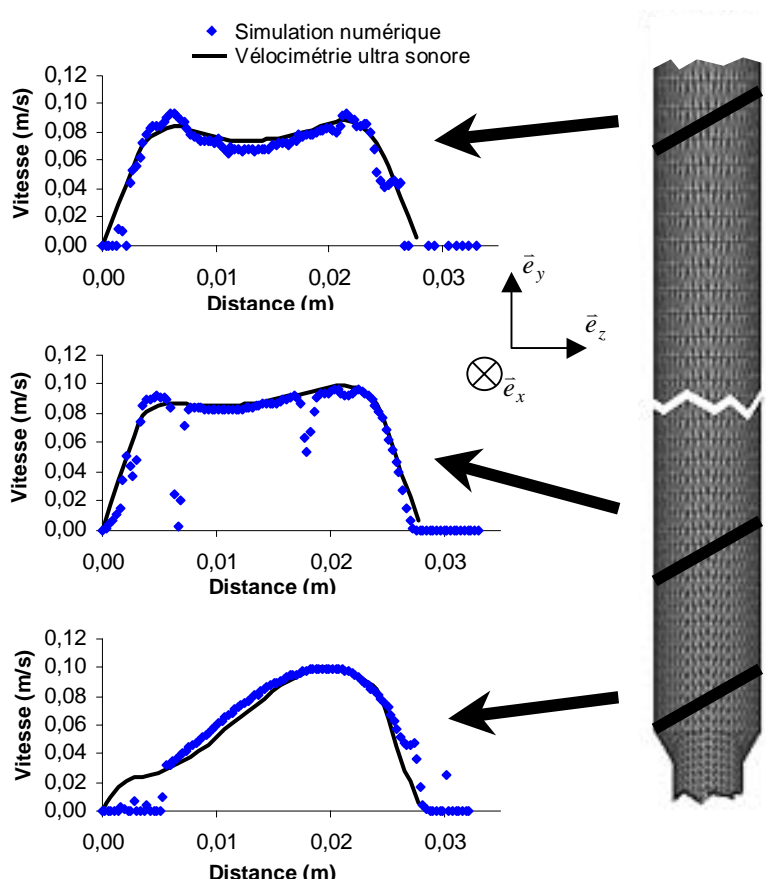 Simulation numérique
Vélocimétrie ultra sonore
Vitesse (m/s)
0,12
0,10
0,08
0,06
0,04
0,02
0,00
0,00 0,01 0,02 0,03
Distance (m)
e_y
e_z
e_x
Vitesse (m/s)
0,12
0,10
0,08
0,06
0,04
0,02
0,00
0,00 0,01 0,02 0,03
Distance (m)
Vitesse (m/s)
0,12
0,10
0,08
0,06
0,04
0,02
0,00
0,00 0,01 0,02 0,03
Distance (m)